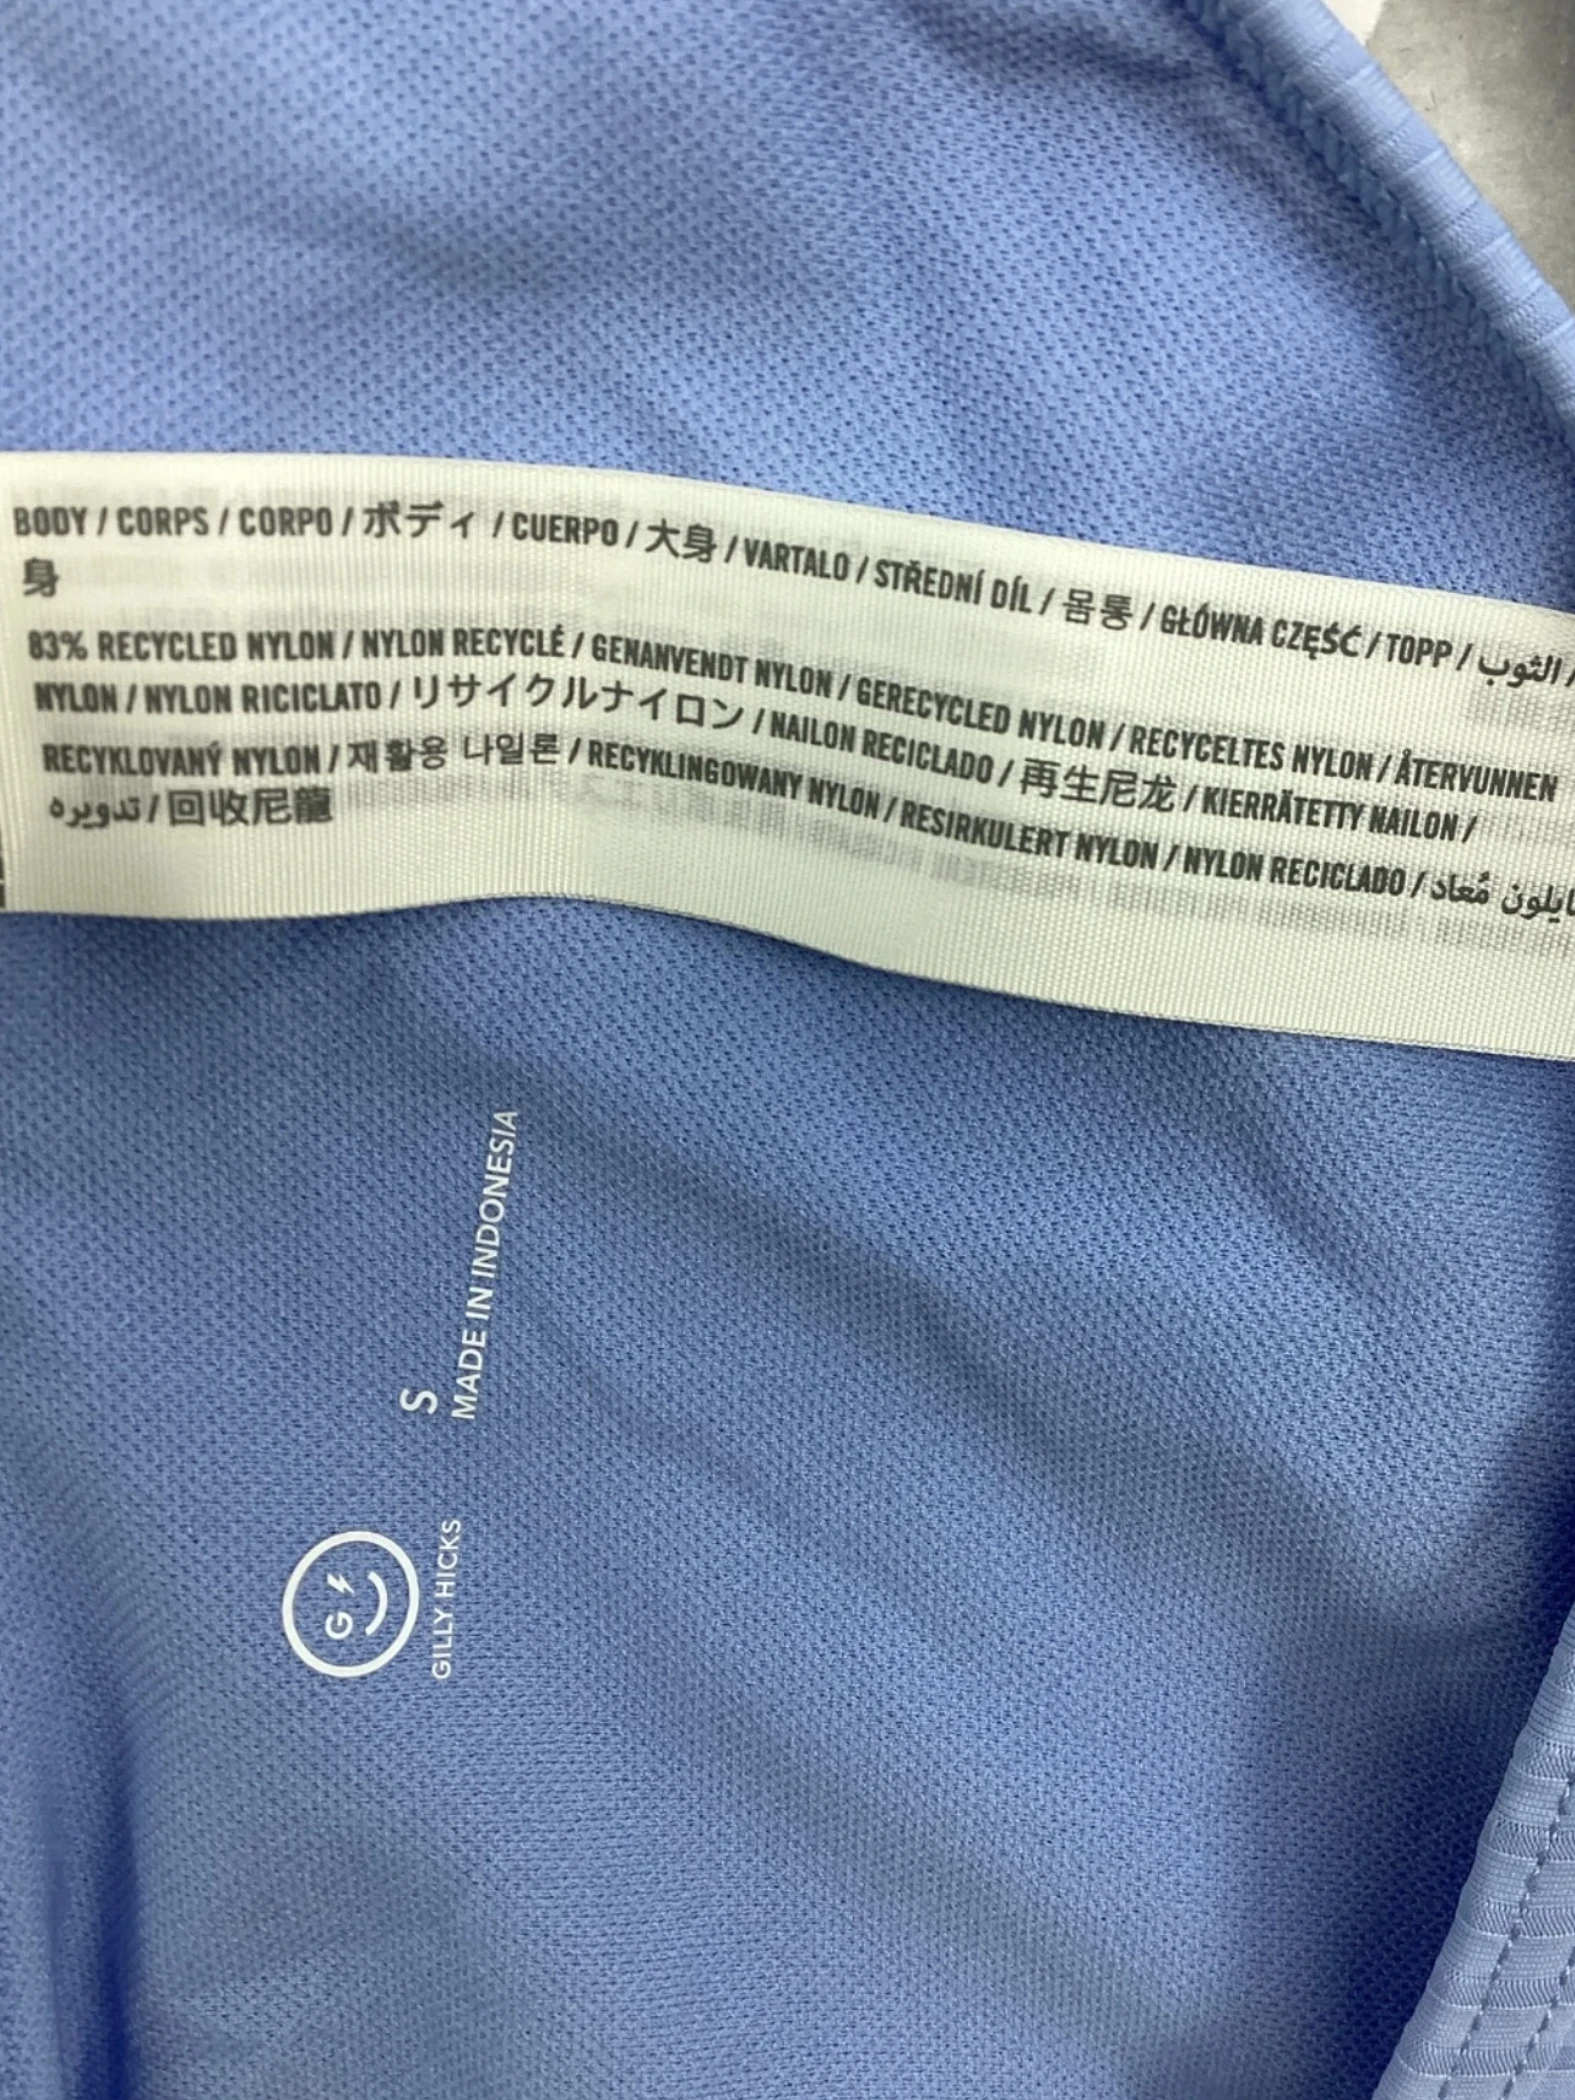 BODY / CORPS / CORPO / ボディ / CUERPO / 大身 / VARTALO / STŘEDNÍ DÍL / 몸통 / GŁÓWNA CZĘŚĆ / TOPP / الثوب /
身
83% RECYCLED NYLON / NYLON RECYCLÉ / GENANVENDT NYLON / GERECYCLED NYLON / RECYCELTES NYLON / ÅTERVUNNEN
NYLON / NYLON RICICLATO / リサイクルナイロン / NAILON RECICLADO / 再生尼龙 / KIERRÄTETTY NAILON /
RECYKLOVANÝ NYLON / 재활용 나일론 / RECYKLINGOWANY NYLON / RESIRKULERT NYLON / NYLON RECICLADO / مُعاد
تدويره / 回收尼龍
S
MADE IN INDONESIA
G
GILLY HICKS